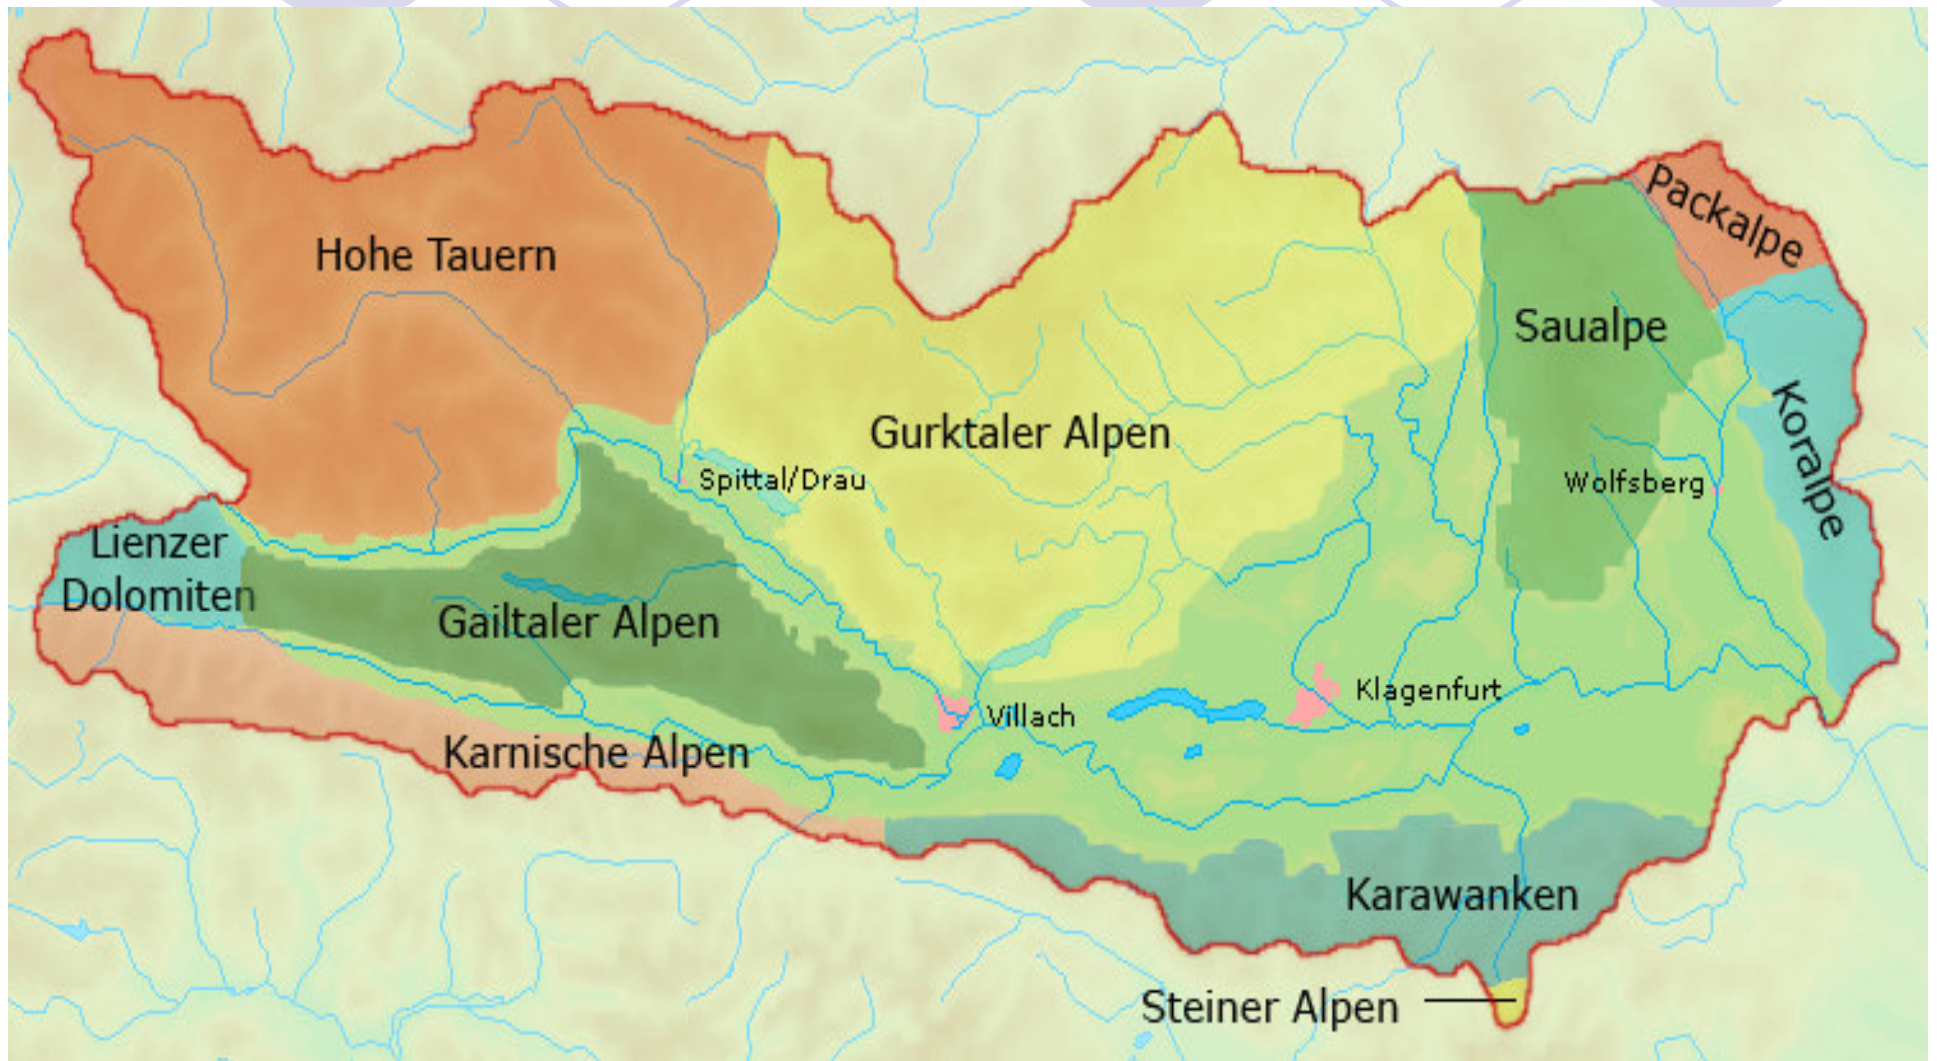 Packalpe
Hohe Tauern
Saualpe
Gurktaler Alpen
Koralpe
Spittal/Drau
Wolfsberg
Lienzer
Dolomiten
Gailtaler Alpen
Klagenfurt
Villach
Karnische Alpen
Karawanken
Steiner Alpen